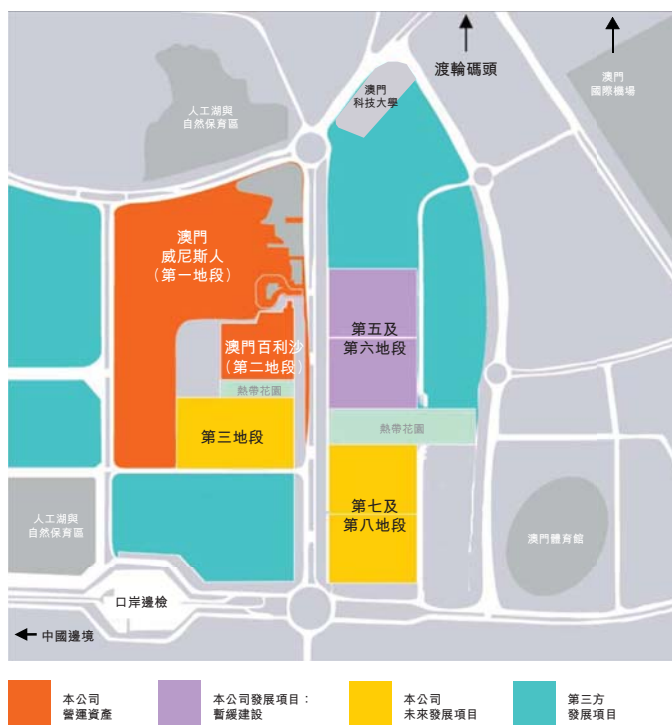 渡輪碼頭
澳門
國際機場
澳門
科技大學
人工湖與
自然保育區
澳門
威尼斯人
(第一地段)
澳門百利沙
(第二地段)
熱帶花園
第三地段
第五及
第六地段
熱帶花園
第七及
第八地段
人工湖與
自然保育區
澳門體育館
口岸邊檢
中國邊境
本公司
營運資產
本公司發展項目：
暫緩建設
本公司
未來發展項目
第三方
發展項目